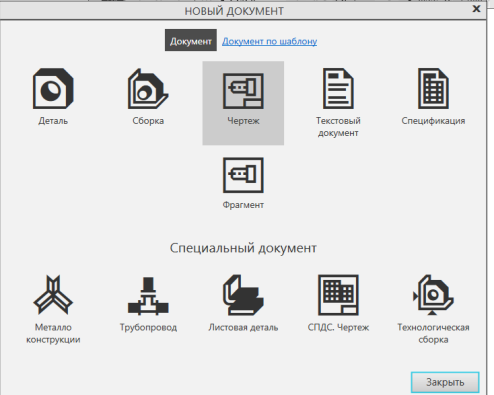 НОВЫЙ ДОКУМЕНТ X
Документ Документ по шаблону
Деталь Сборка Чертеж Текстовый документ Спецификация
Фрагмент
Специальный документ
Металло конструкции Трубопровод Листовая деталь СПДС. Чертеж Технологическая сборка
Закрыть